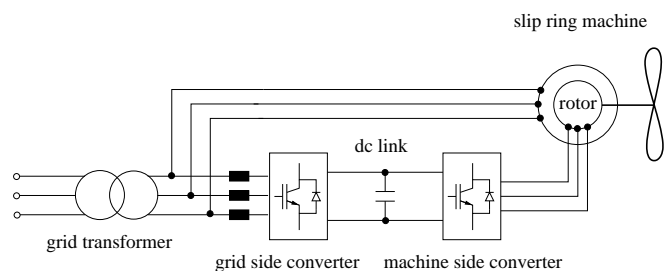 slip ring machine
rotor
dc link
grid transformer
grid side converter
machine side converter